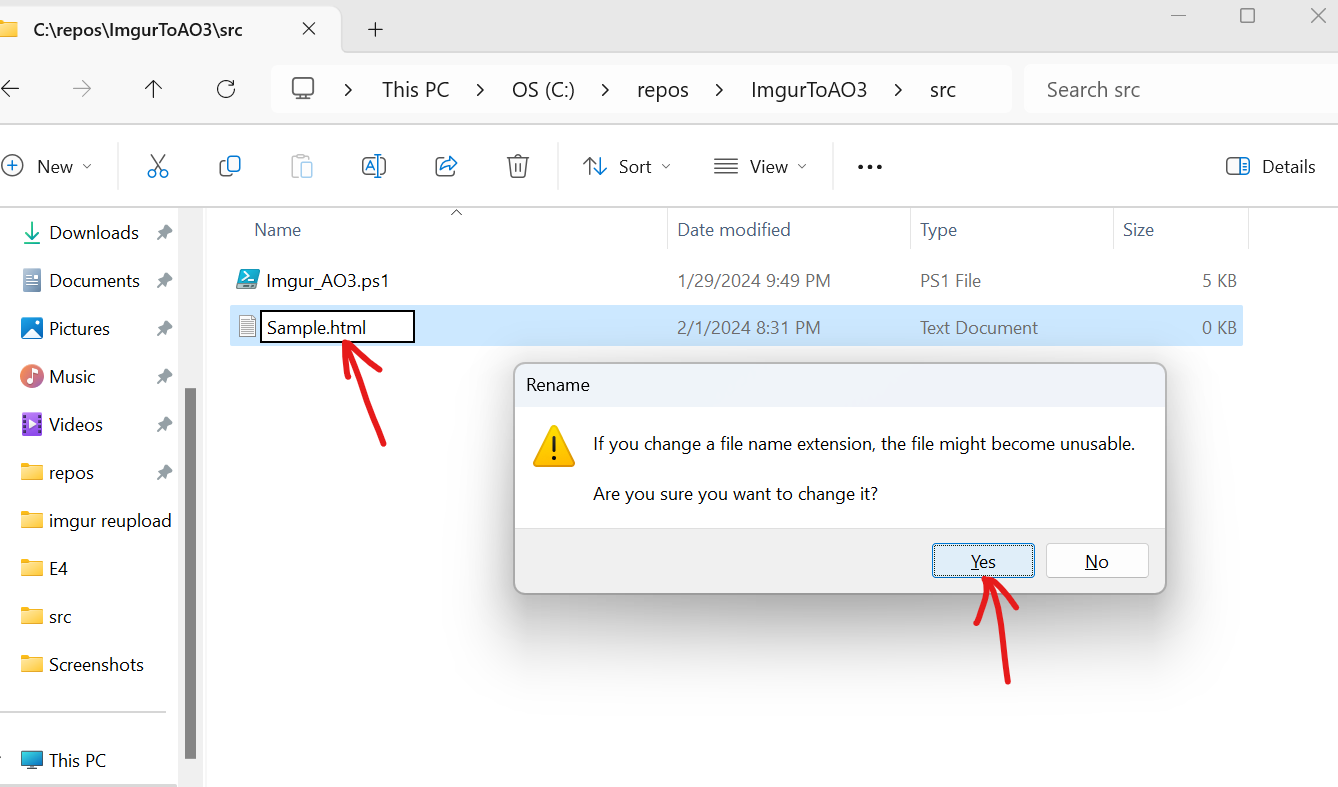 C:\repos\ImgurToAO3\src
This PC OS (C:) repos ImgurToAO3 src Search src
New Sort View Details
Name Date modified Type Size
Imgur_AO3.ps1 1/29/2024 9:49 PM PS1 File 5 KB
Sample.html 2/1/2024 8:31 PM Text Document 0 KB
Downloads
Documents
Pictures
Music
Videos
repos
imgur reupload
E4
src
Screenshots
This PC
Rename
If you change a file name extension, the file might become unusable.
Are you sure you want to change it?
Yes No